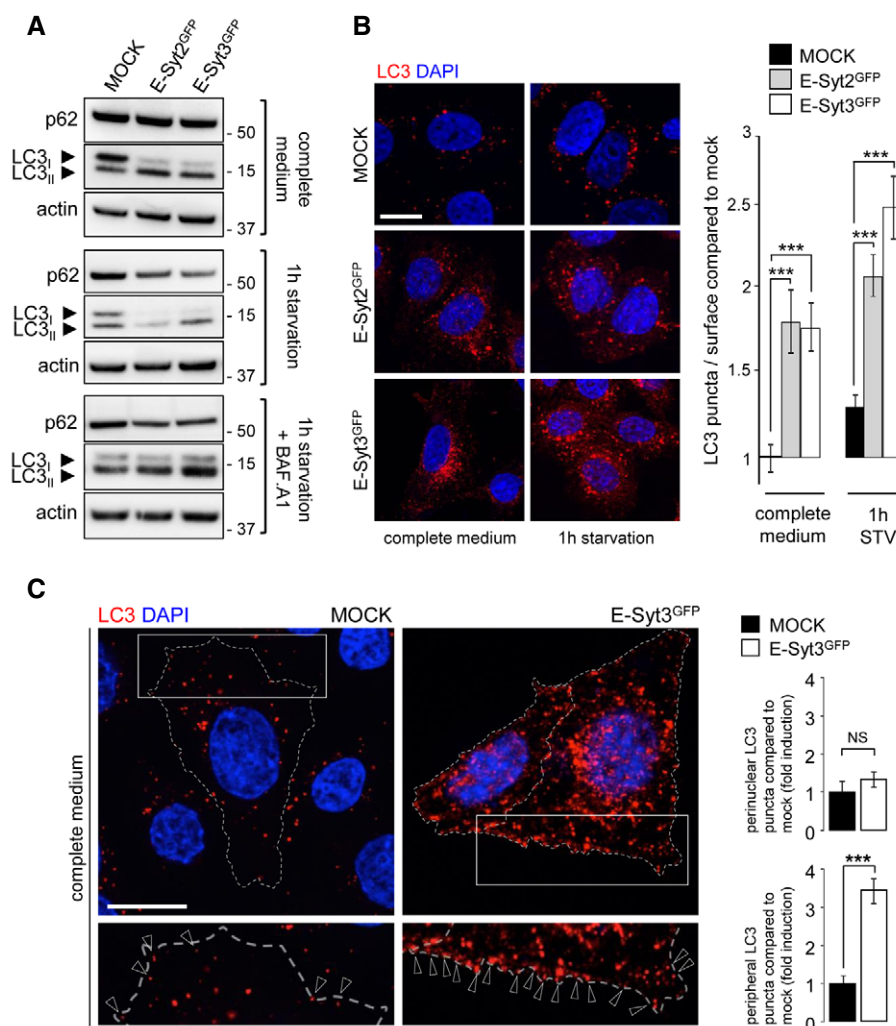 A
MOCK
E-Syt2GFP
E-Syt3GFP
p62
- 50
LC3I
LC3II
- 15
actin
- 37
complete
medium
p62
- 50
LC3I
LC3II
- 15
actin
- 37
1h starvation
p62
- 50
LC3I
LC3II
- 15
actin
- 37
1h starvation
+ BAF.A1
B
LC3 DAPI
MOCK
E-Syt2GFP
E-Syt3GFP
complete medium
1h starvation
MOCK
E-Syt2GFP
E-Syt3GFP
LC3 puncta / surface compared to mock
3
2.5
2
1.5
1
***
***
***
***
complete
medium
1h
STV
C
LC3 DAPI
MOCK
E-Syt3GFP
complete medium
MOCK
E-Syt3GFP
perinuclear LC3
puncta compared to
mock (fold induction)
4
3
2
1
0
NS
peripheral LC3
puncta compared to
mock (fold induction)
4
3
2
1
0
***